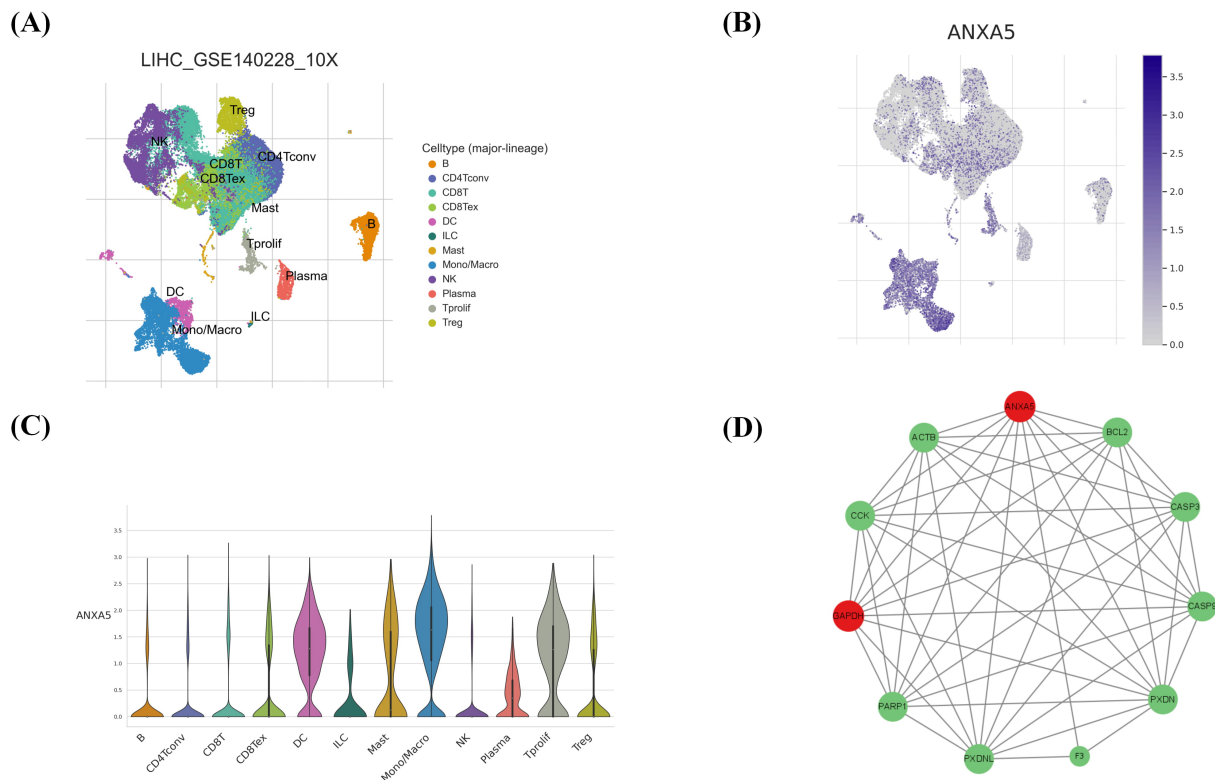 (A)
LIHC_GSE140228_10X
Treg
NK
CD4Tconv
CD8T
CD8Tex
Mast
B
Tprolif
Plasma
DC
ILC
Mono/Macro
Celltype (major-lineage)
B
CD4Tconv
CD8T
CD8Tex
DC
ILC
Mast
Mono/Macro
NK
Plasma
Tprolif
Treg
(B)
ANXA5
3.5
3.0
2.5
2.0
1.5
1.0
0.5
0.0
(C)
ANXA5
3.5
3.0
2.5
2.0
1.5
1.0
0.5
0.0
B
CD4Tconv
CD8T
CD8Tex
DC
ILC
Mast
Mono/Macro
NK
Plasma
Tprolif
Treg
(D)
ANXA5
ACTB
BCL2
CCK
CASP3
GAPDH
CASP9
PARP1
PXDN
PXDNL
F3